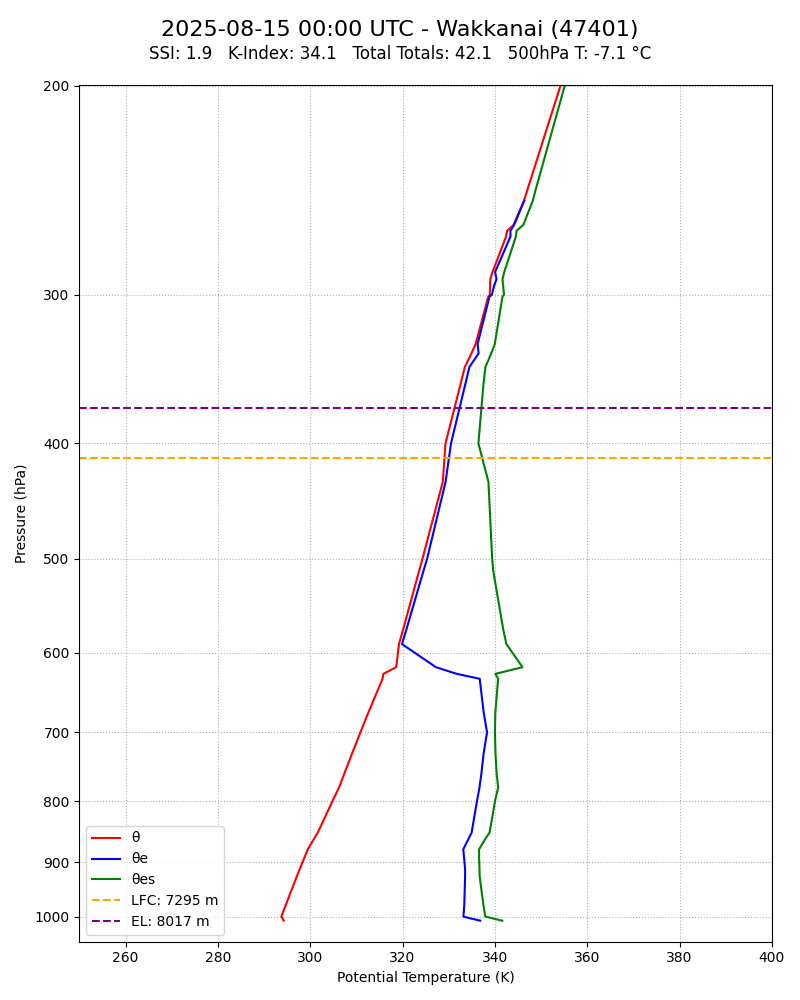 2025-08-15 00:00 UTC - Wakkanai (47401)
SSI: 1.9   K-Index: 34.1   Total Totals: 42.1   500hPa T: -7.1 °C
200
300
400
500
600
700
800
900
1000
Pressure (hPa)
θ
θe
θes
LFC: 7295 m
EL: 8017 m
260 280 300 320 340 360 380 400
Potential Temperature (K)